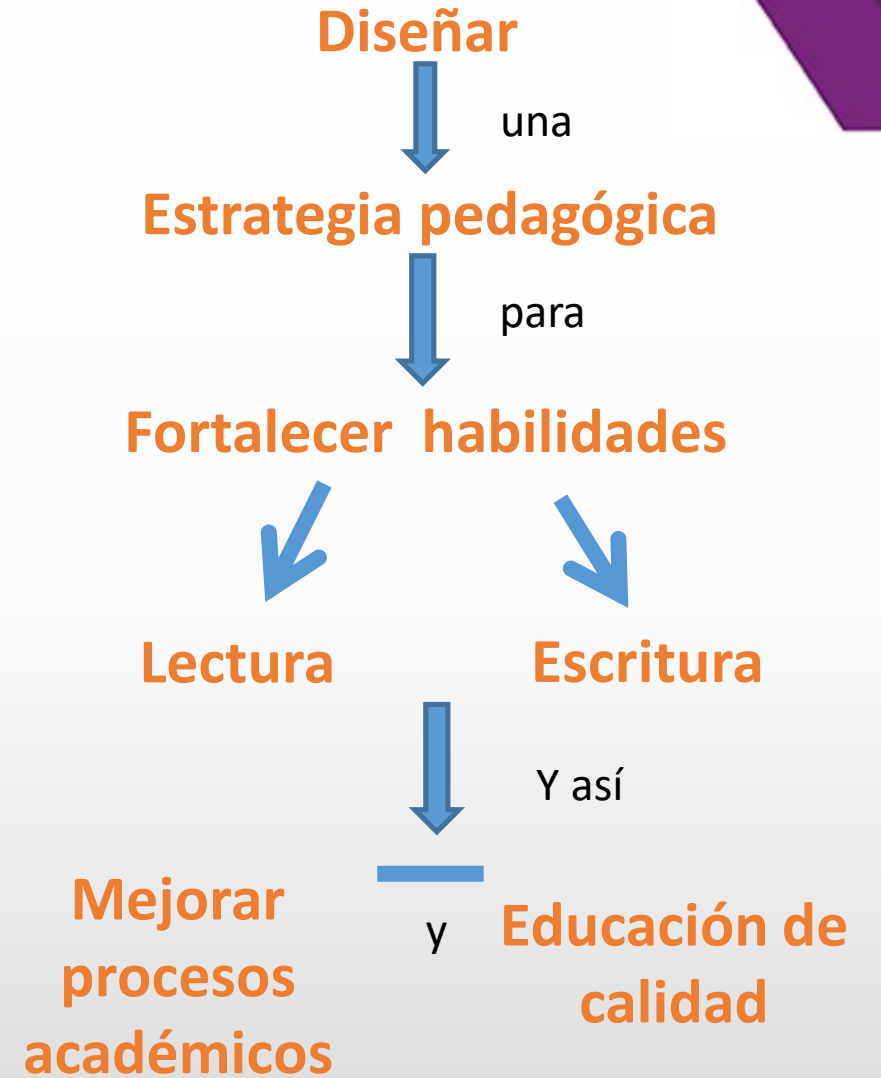 Diseñar
una
Estrategia pedagógica
para
Fortalecer habilidades
Lectura
Escritura
Y así
Mejorar
procesos
académicos
y
Educación de
calidad